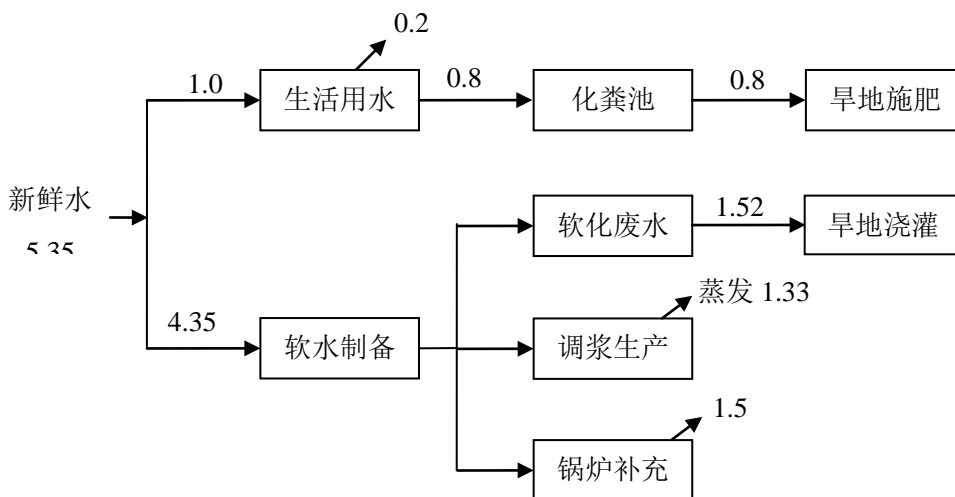 0.2
1.0 生活用水 0.8 化粪池 0.8 旱地施肥
新鲜水
5.35
软化废水 1.52 旱地浇灌
蒸发 1.33
4.35 软水制备 调浆生产
1.5
锅炉补充